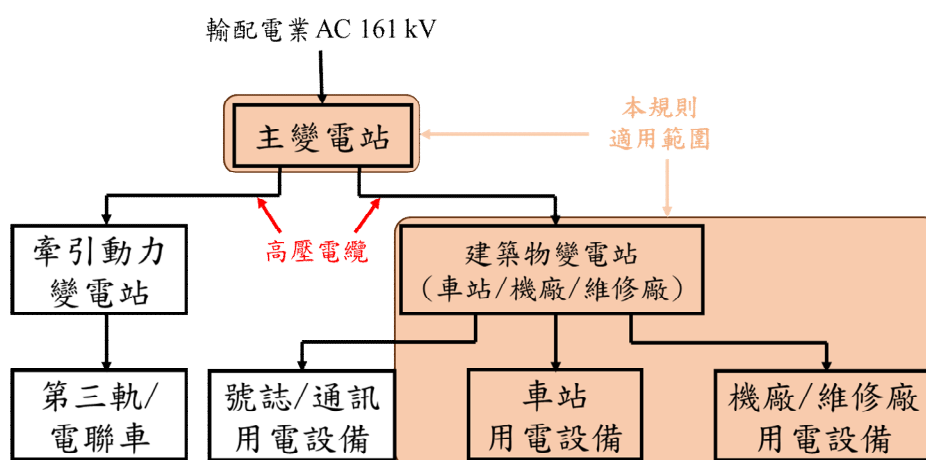 輸配電業 AC 161 kV
主變電站
本規則
適用範圍
高壓電纜
牽引動力
變電站
建築物變電站
（車站/機廠/維修廠）
第三軌/
電聯車
號誌/通訊
用電設備
車站
用電設備
機廠/維修廠
用電設備